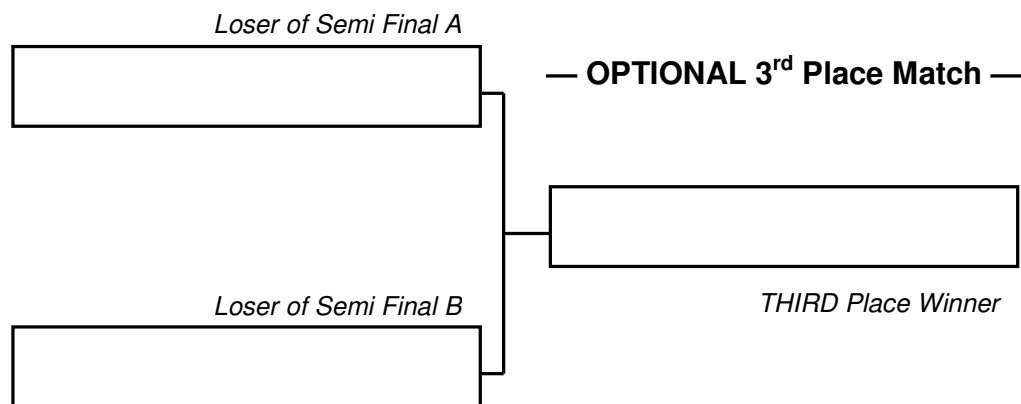 Loser of Semi Final A
— OPTIONAL 3rd Place Match —
Loser of Semi Final B
THIRD Place Winner